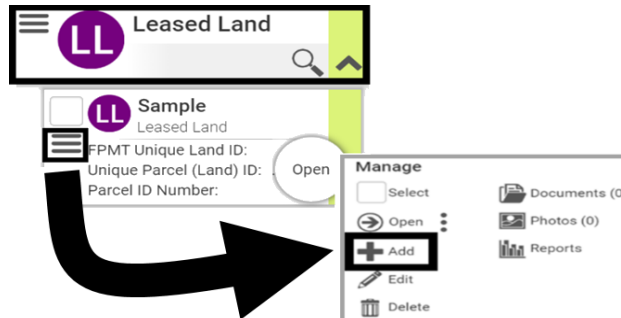 LL
Leased Land
LL
Sample
Leased Land
FPMT Unique Land ID:
Unique Parcel (Land) ID:
Parcel ID Number:
Open
Manage
Select
Open
Add
Edit
Delete
Documents (0
Photos (0)
Reports